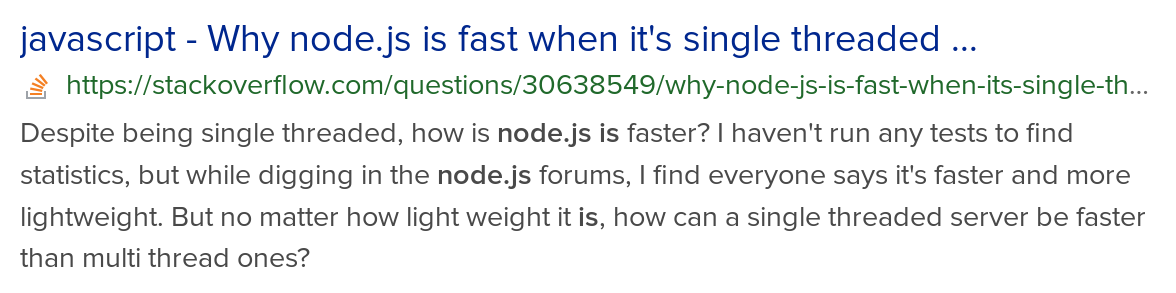 javascript - Why node.js is fast when it's single threaded ...
https://stackoverflow.com/questions/30638549/why-node-js-is-fast-when-its-single-th...
Despite being single threaded, how is node.js is faster? I haven't run any tests to find
statistics, but while digging in the node.js forums, I find everyone says it's faster and more
lightweight. But no matter how light weight it is, how can a single threaded server be faster
than multi thread ones?